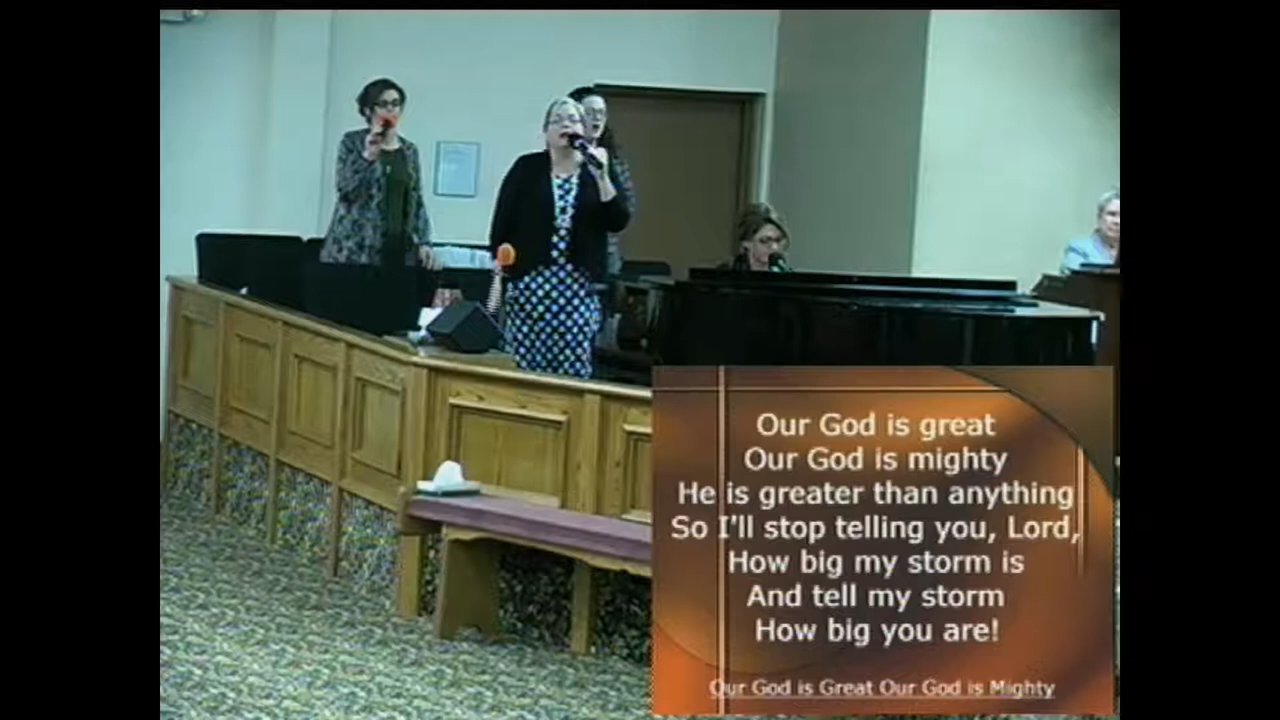 Our God is great
Our God is mighty
He is greater than anything
So I'll stop telling you, Lord,
How big my storm is
And tell my storm
How big you are!
Our God is Great Our God is Mighty